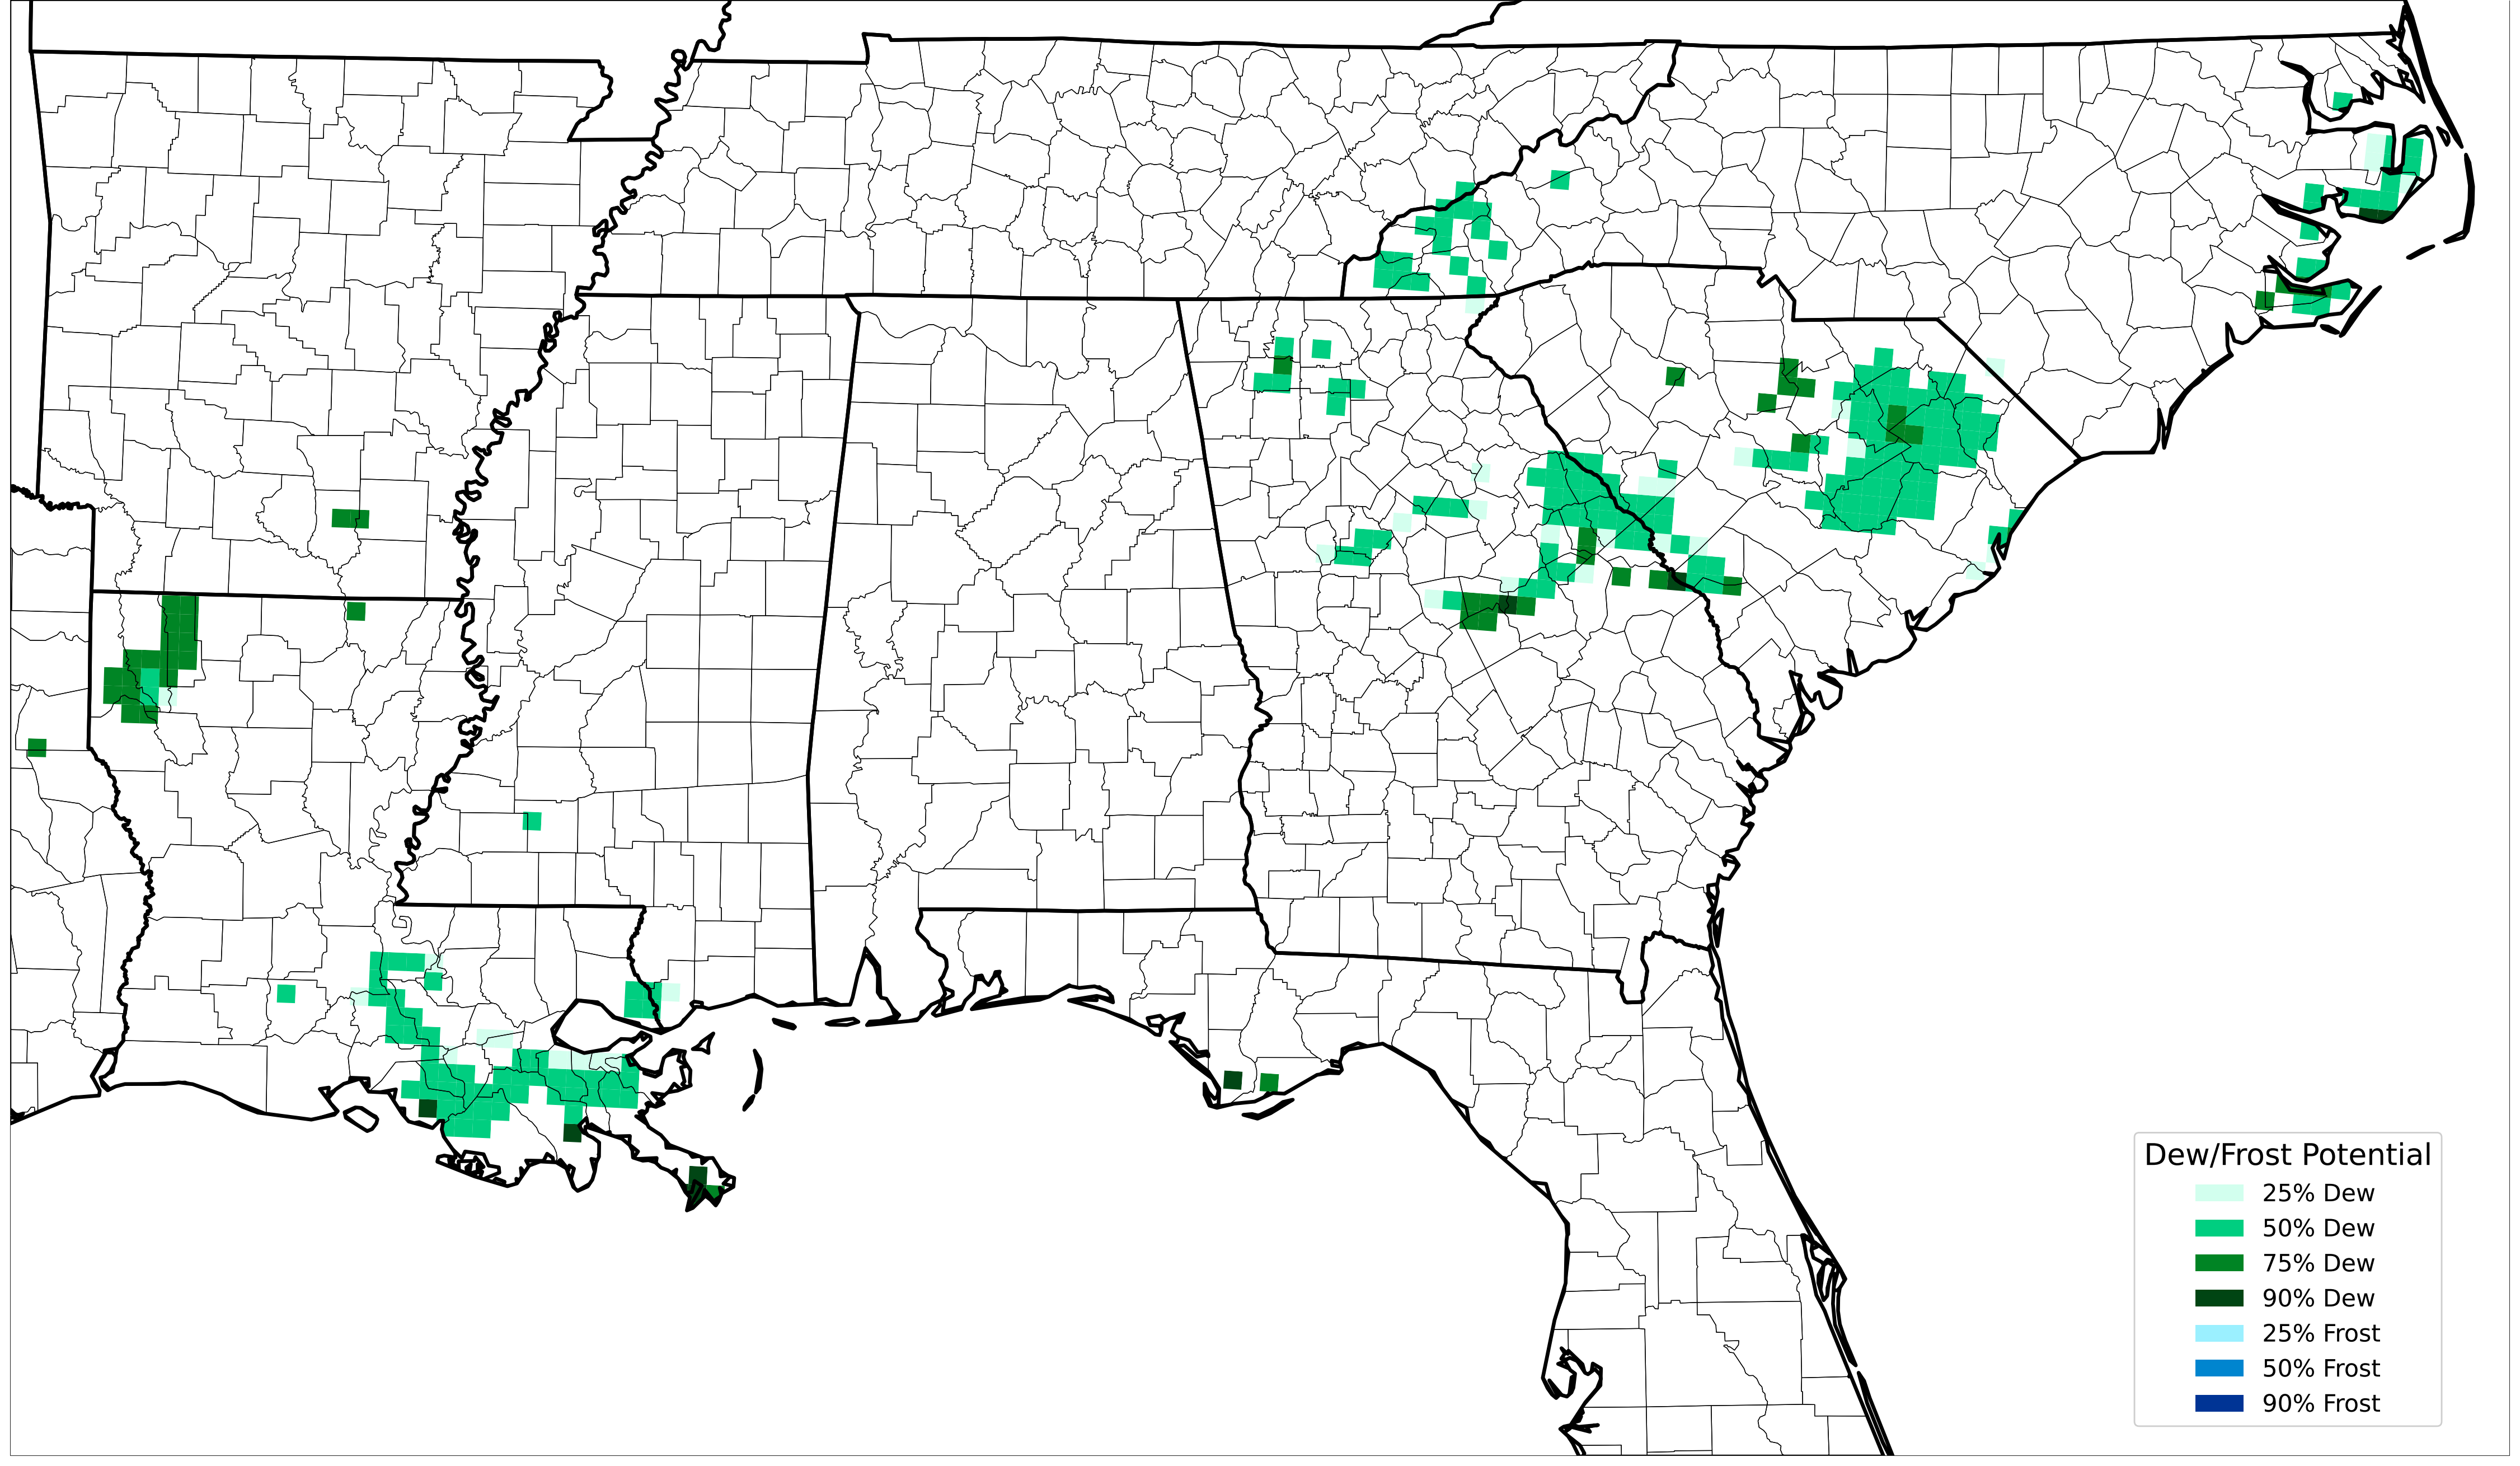 Dew/Frost Potential
25% Dew
50% Dew
75% Dew
90% Dew
25% Frost
50% Frost
90% Frost